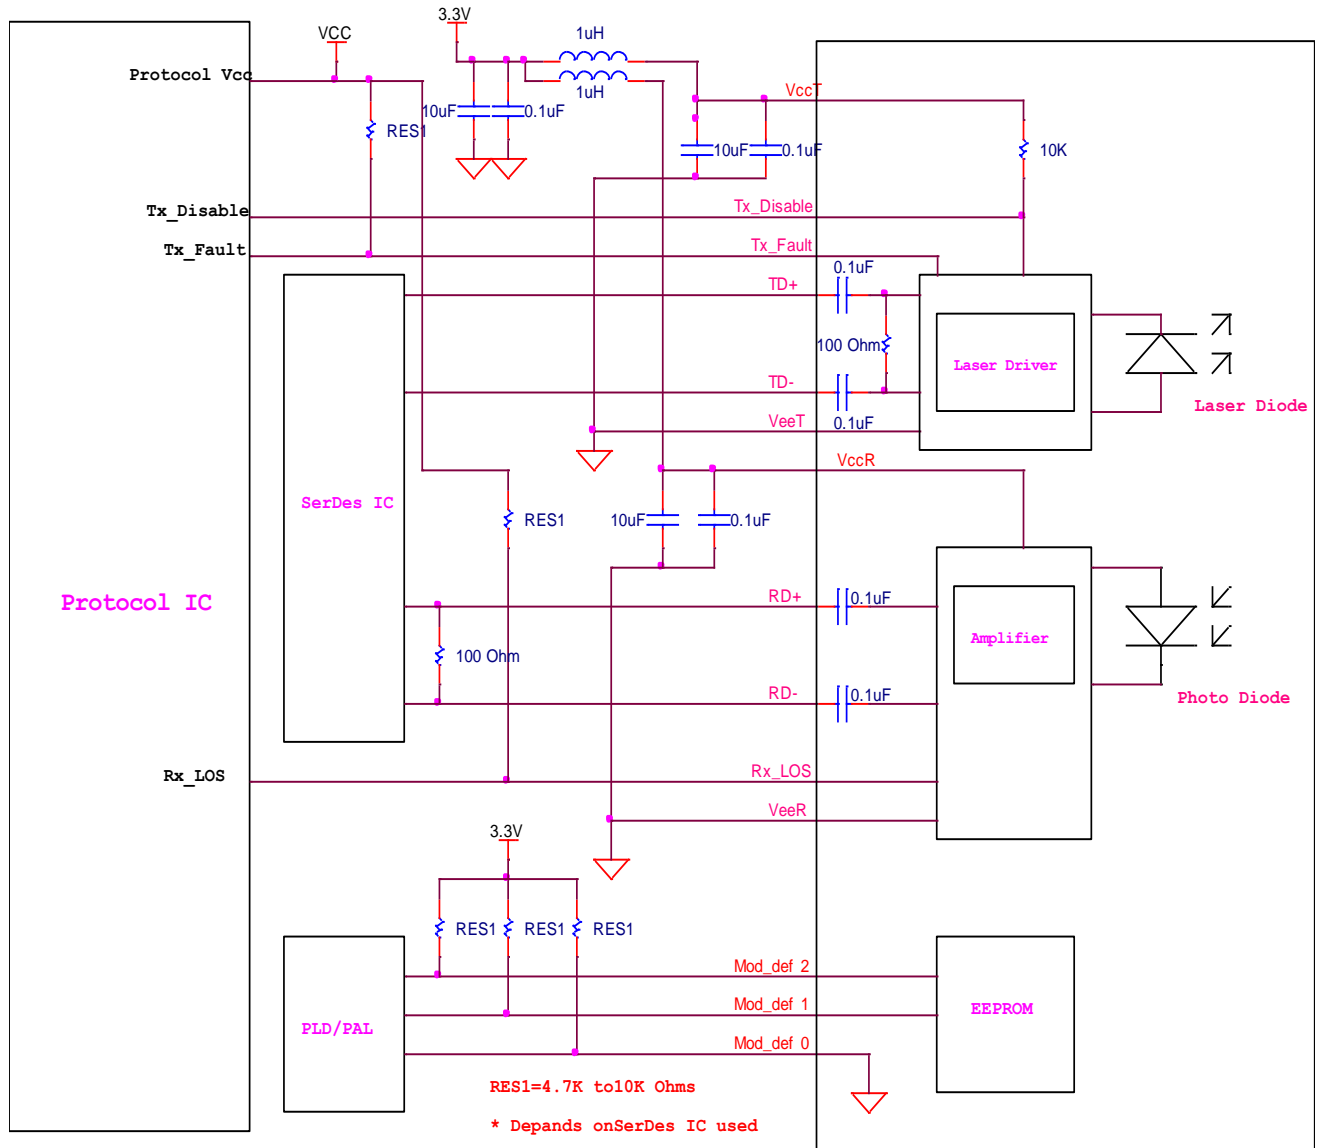 3.3V
VCC
1uH
Protocol Vcc
1uH
VccT
10uF
0.1uF
RES1
10uF
0.1uF
10K
Tx_Disable
Tx_Disable
Tx_Fault
Tx_Fault
0.1uF
TD+
100 Ohm
Laser Driver
TD-
Laser Diode
VeeT
0.1uF
VccR
SerDes IC
RES1
10uF
0.1uF
Protocol IC
RD+
0.1uF
Amplifier
100 Ohm
RD-
0.1uF
Photo Diode
Rx_LOS
Rx_LOS
VeeR
3.3V
RES1
RES1
RES1
Mod_def 2
Mod_def 1
EEPROM
PLD/PAL
Mod_def 0
RES1=4.7K to10K Ohms
* Depands onSerDes IC used